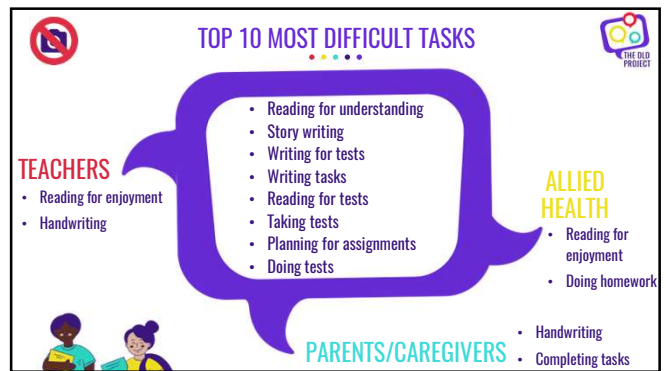 TOP 10 MOST DIFFICULT TASKS
THE DLD
PROJECT
• Reading for understanding
• Story writing
• Writing for tests
• Writing tasks
• Reading for tests
• Taking tests
• Planning for assignments
• Doing tests
TEACHERS
• Reading for enjoyment
• Handwriting
ALLIED
HEALTH
• Reading for
enjoyment
• Doing homework
PARENTS/CAREGIVERS
• Handwriting
• Completing tasks